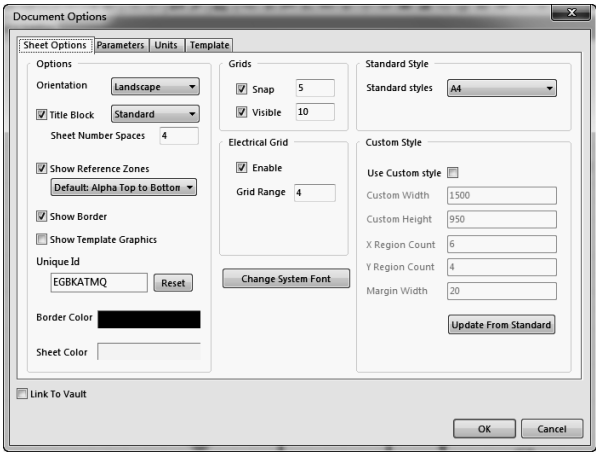 Document Options
X
Sheet Options Parameters Units Template
Options
Orientation Landscape
Title Block Standard
Sheet Number Spaces 4
Show Reference Zones
Default: Alpha Top to Bottom
Show Border
Show Template Graphics
Unique Id
EGBKATMQ Reset
Border Color
Sheet Color
Grids
Snap 5
Visible 10
Electrical Grid
Enable
Grid Range 4
Change System Font
Standard Style
Standard styles A4
Custom Style
Use Custom style
Custom Width 1500
Custom Height 950
X Region Count 6
Y Region Count 4
Margin Width 20
Update From Standard
Link To Vault
OK Cancel